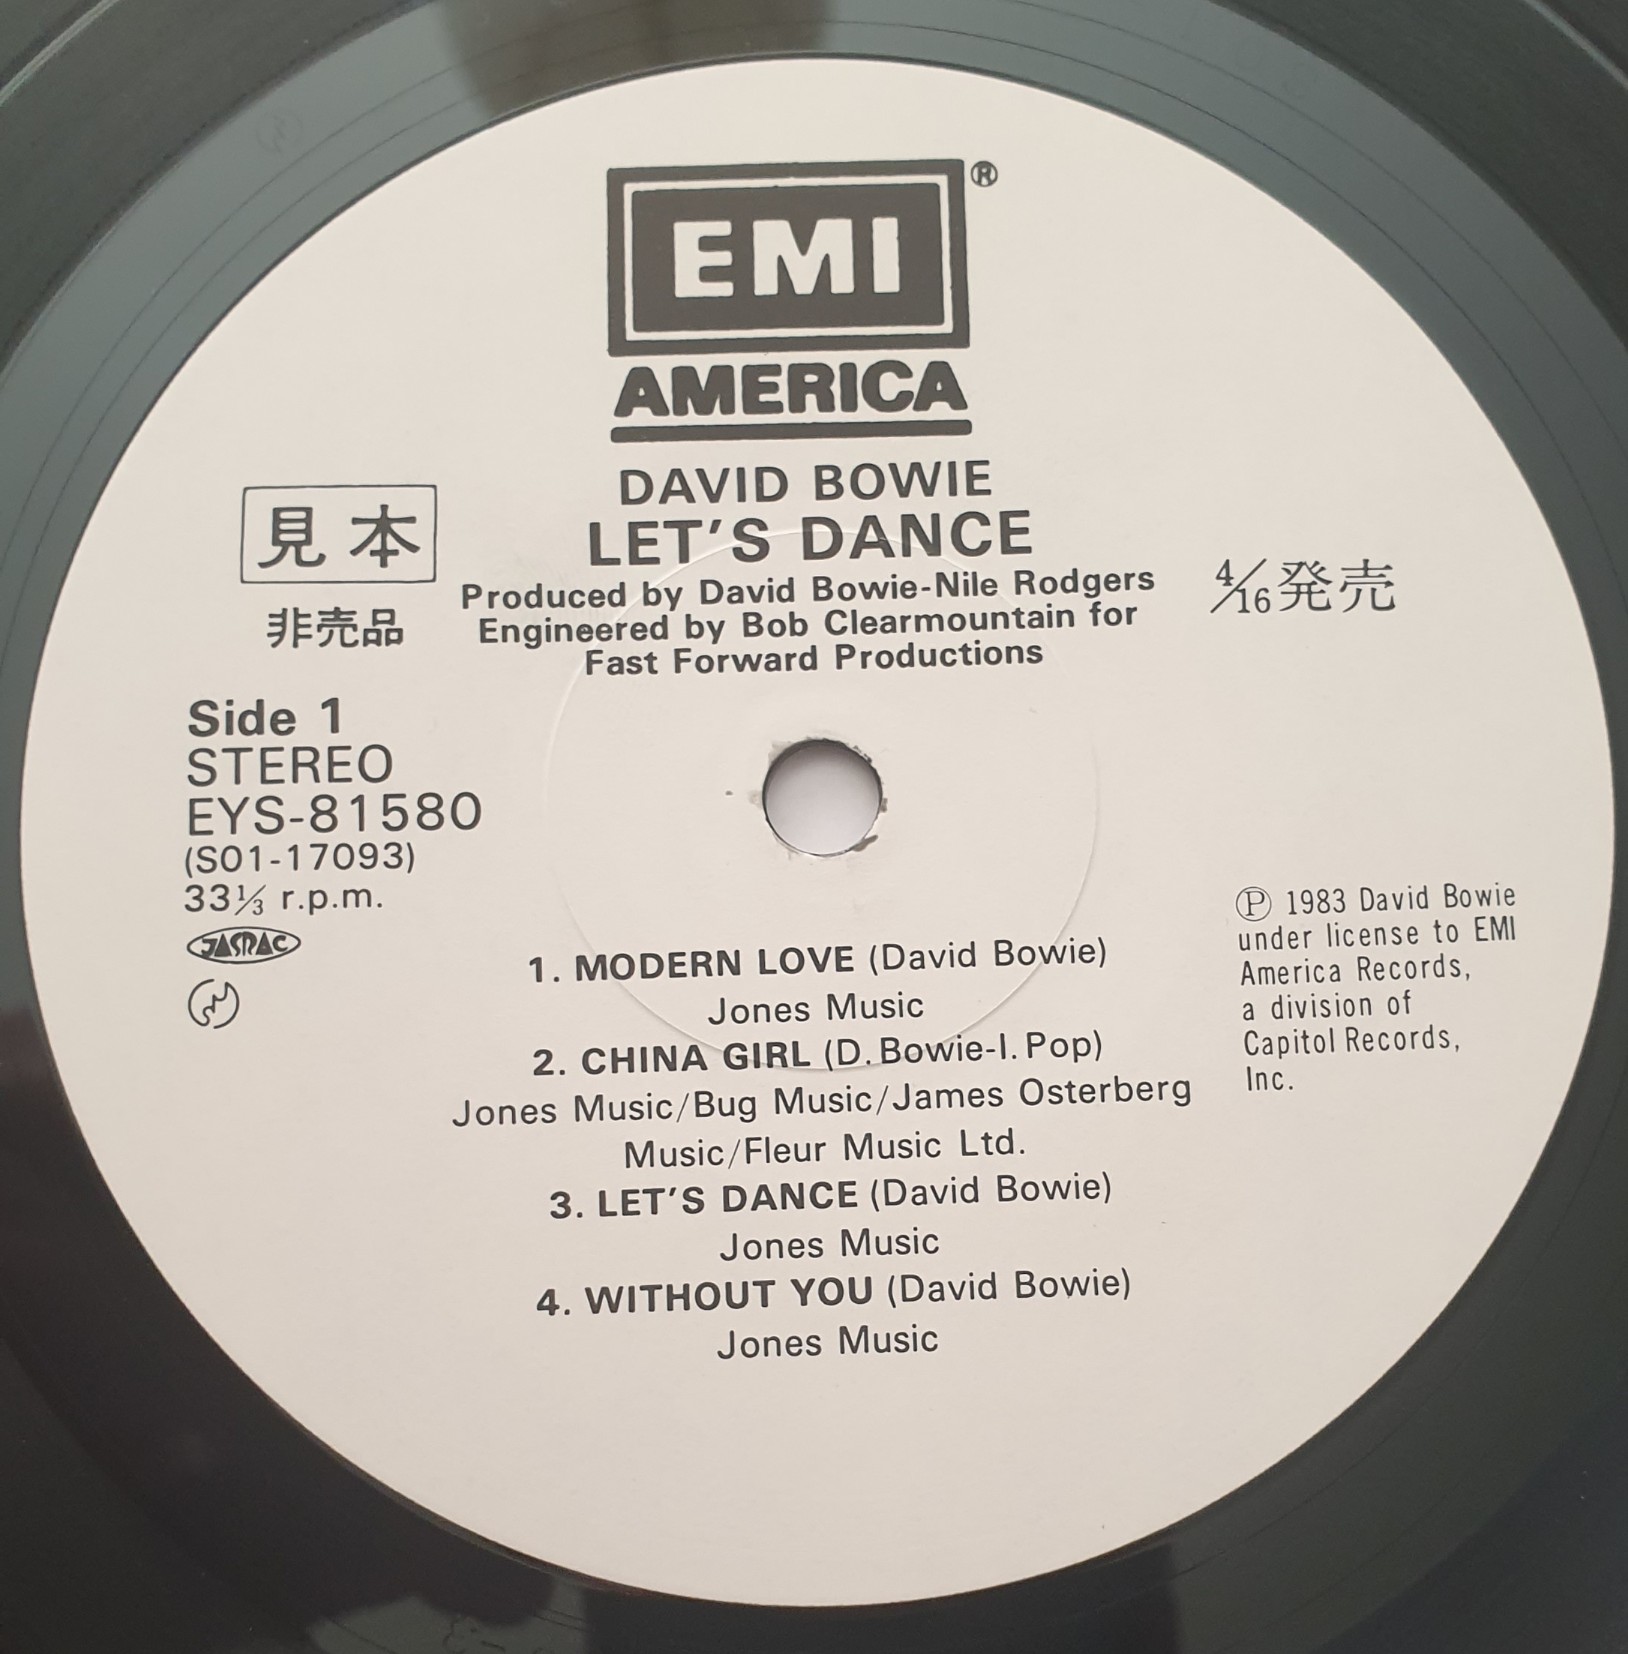 EMI®
AMERICA
DAVID BOWIE
LET'S DANCE
Produced by David Bowie-Nile Rodgers
Engineered by Bob Clearmountain for
Fast Forward Productions
見本
非売品
4/16発売
Side 1
STEREO
EYS-81580
(S01-17093)
33⅓ r.p.m.
JASRAC
Ⓟ 1983 David Bowie
under license to EMI
America Records,
a division of
Capitol Records,
Inc.
1. MODERN LOVE (David Bowie)
Jones Music
2. CHINA GIRL (D. Bowie-I. Pop)
Jones Music/Bug Music/James Osterberg
Music/Fleur Music Ltd.
3. LET'S DANCE (David Bowie)
Jones Music
4. WITHOUT YOU (David Bowie)
Jones Music